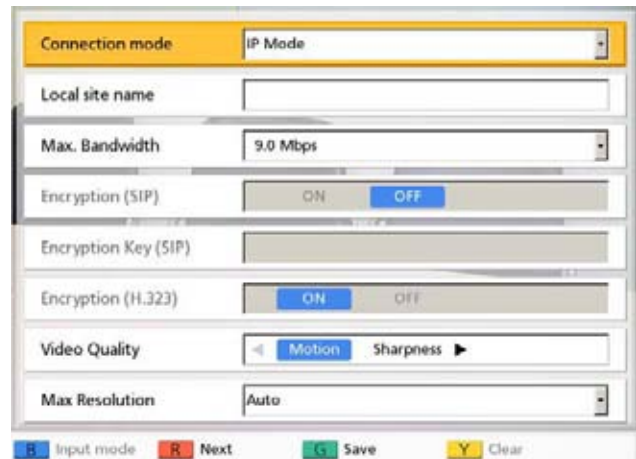 Connection mode IP Mode
Local site name
Max. Bandwidth 9.0 Mbps
Encryption (SIP) ON OFF
Encryption Key (SIP)
Encryption (H.323) ON OFF
Video Quality Motion Sharpness
Max Resolution Auto
B Input mode R Next G Save Y Clear